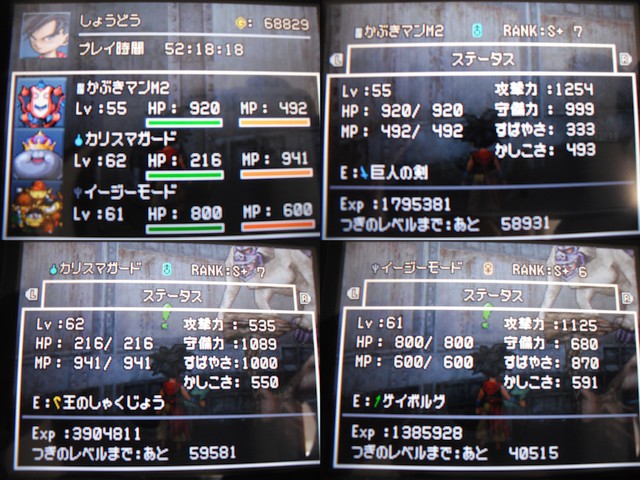 しょうどう
G: 68829
プレイ時間 52:18:18
かぶきマンM2
Lv:55 HP: 920 MP: 492
カリスマガード
Lv:62 HP: 216 MP: 941
イージーモード
Lv:61 HP: 800 MP: 600
かぶきマンM2 RANK:S+ 7
L ステータス R
Lv:55 攻撃力:1254
HP: 920/ 920 守備力: 999
MP: 492/ 492 すばやさ: 333
かしこさ: 493
E:巨人の剣
Exp :1795381
つぎのレベルまで:あと 58931
カリスマガード RANK:S+ 7
L ステータス R
Lv:62 攻撃力: 535
HP: 216/ 216 守備力:1089
MP: 941/ 941 すばやさ:1000
かしこさ: 550
E:王のしゃくじょう
Exp :3904811
つぎのレベルまで:あと 59581
イージーモード RANK:S+ 6
L ステータス R
Lv:61 攻撃力:1125
HP: 800/ 800 守備力: 680
MP: 600/ 600 すばやさ: 870
かしこさ: 591
E:ゲイボルグ
Exp :1385928
つぎのレベルまで:あと 40515